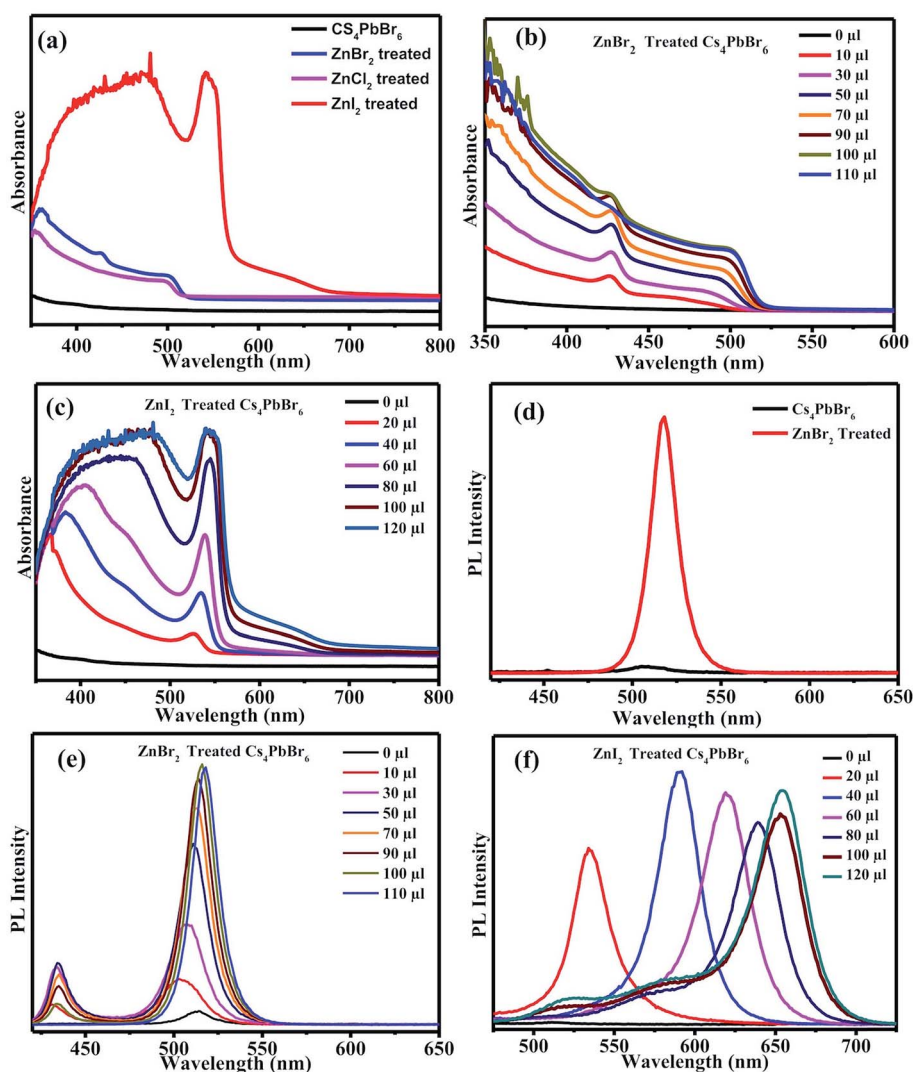 (a)
CS₄PbBr₆
ZnBr₂ treated
ZnCl₂ treated
ZnI₂ treated
Absorbance
400 500 600 700 800
Wavelength (nm)
(b)
ZnBr₂ Treated Cs₄PbBr₆
0 µl
10 µl
30 µl
50 µl
70 µl
90 µl
100 µl
110 µl
Absorbance
350 400 450 500 550 600
Wavelength (nm)
(c)
ZnI₂ Treated Cs₄PbBr₆
0 µl
20 µl
40 µl
60 µl
80 µl
100 µl
120 µl
Absorbance
400 500 600 700 800
Wavelength (nm)
(d)
Cs₄PbBr₆
ZnBr₂ Treated
PL Intensity
450 500 550 600 650
Wavelength (nm)
(e)
ZnBr₂ Treated Cs₄PbBr₆
0 µl
10 µl
30 µl
50 µl
70 µl
90 µl
100 µl
110 µl
PL Intensity
450 500 550 600 650
Wavelength (nm)
(f)
ZnI₂ Treated Cs₄PbBr₆
0 µl
20 µl
40 µl
60 µl
80 µl
100 µl
120 µl
PL Intensity
500 550 600 650 700
Wavelength (nm)